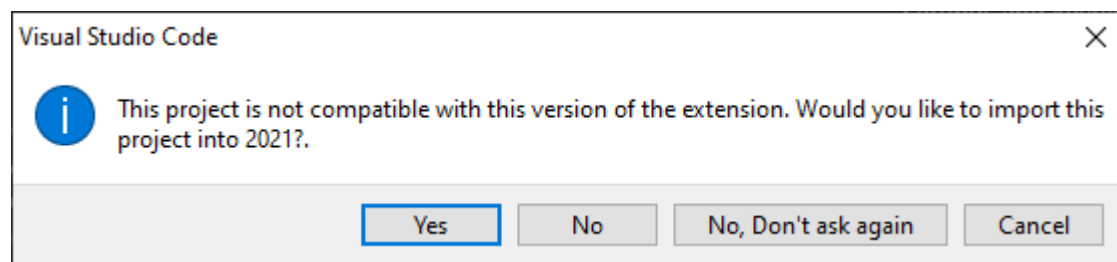 Visual Studio Code
This project is not compatible with this version of the extension. Would you like to import this
project into 2021?.
Yes
No
No, Don't ask again
Cancel